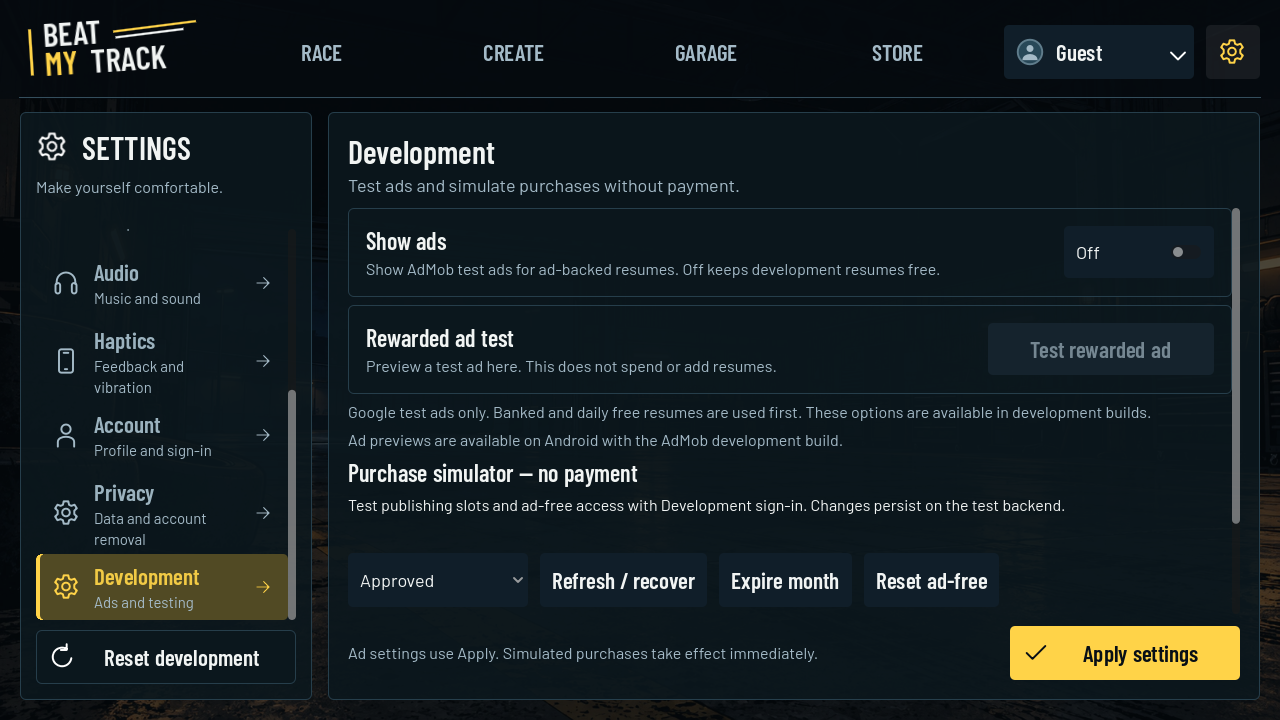 BEAT
MY TRACK
RACE
CREATE
GARAGE
STORE
Guest
SETTINGS
Make yourself comfortable.
Audio
Music and sound
Haptics
Feedback and
vibration
Account
Profile and sign-in
Privacy
Data and account
removal
Development
Ads and testing
Reset development
Development
Test ads and simulate purchases without payment.
Show ads
Show AdMob test ads for ad-backed resumes. Off keeps development resumes free.
Off
Rewarded ad test
Preview a test ad here. This does not spend or add resumes.
Test rewarded ad
Google test ads only. Banked and daily free resumes are used first. These options are available in development builds.
Ad previews are available on Android with the AdMob development build.
Purchase simulator — no payment
Test publishing slots and ad-free access with Development sign-in. Changes persist on the test backend.
Approved
Refresh / recover
Expire month
Reset ad-free
Ad settings use Apply. Simulated purchases take effect immediately.
Apply settings